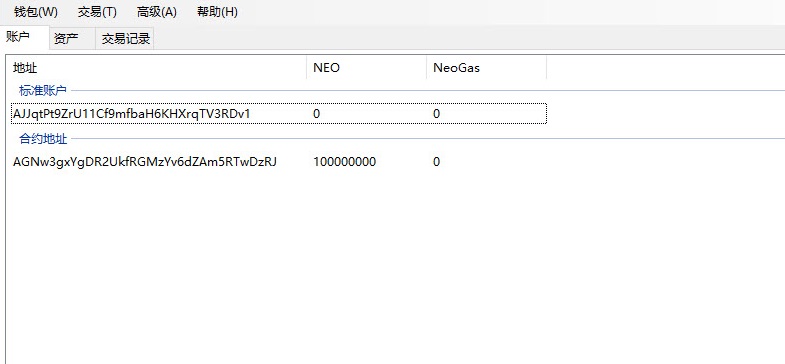 钱包(W) 交易(T) 高级(A) 帮助(H)
账户 资产 交易记录
地址 NEO NeoGas
标准账户
AJJqtPt9ZrU11Cf9mfbaH6KHXrqTV3RDv1 0 0
合约地址
AGNw3gxYgDR2UkfRGMzYv6dZAm5RTwDzRJ 100000000 0